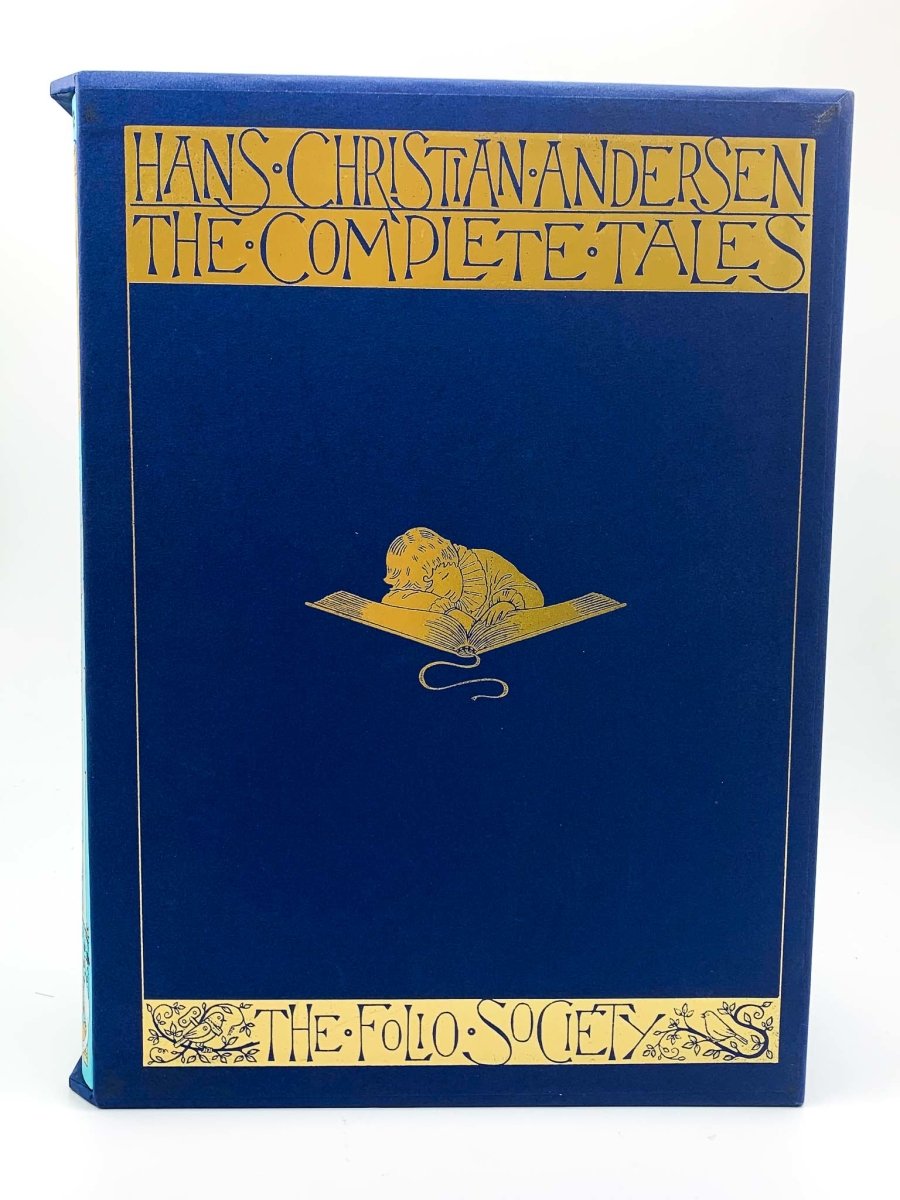 HANS·CHRISTIAN·ANDERSEN
THE·COMPLETE·TALES
THE·FOLIO·SOCIETY